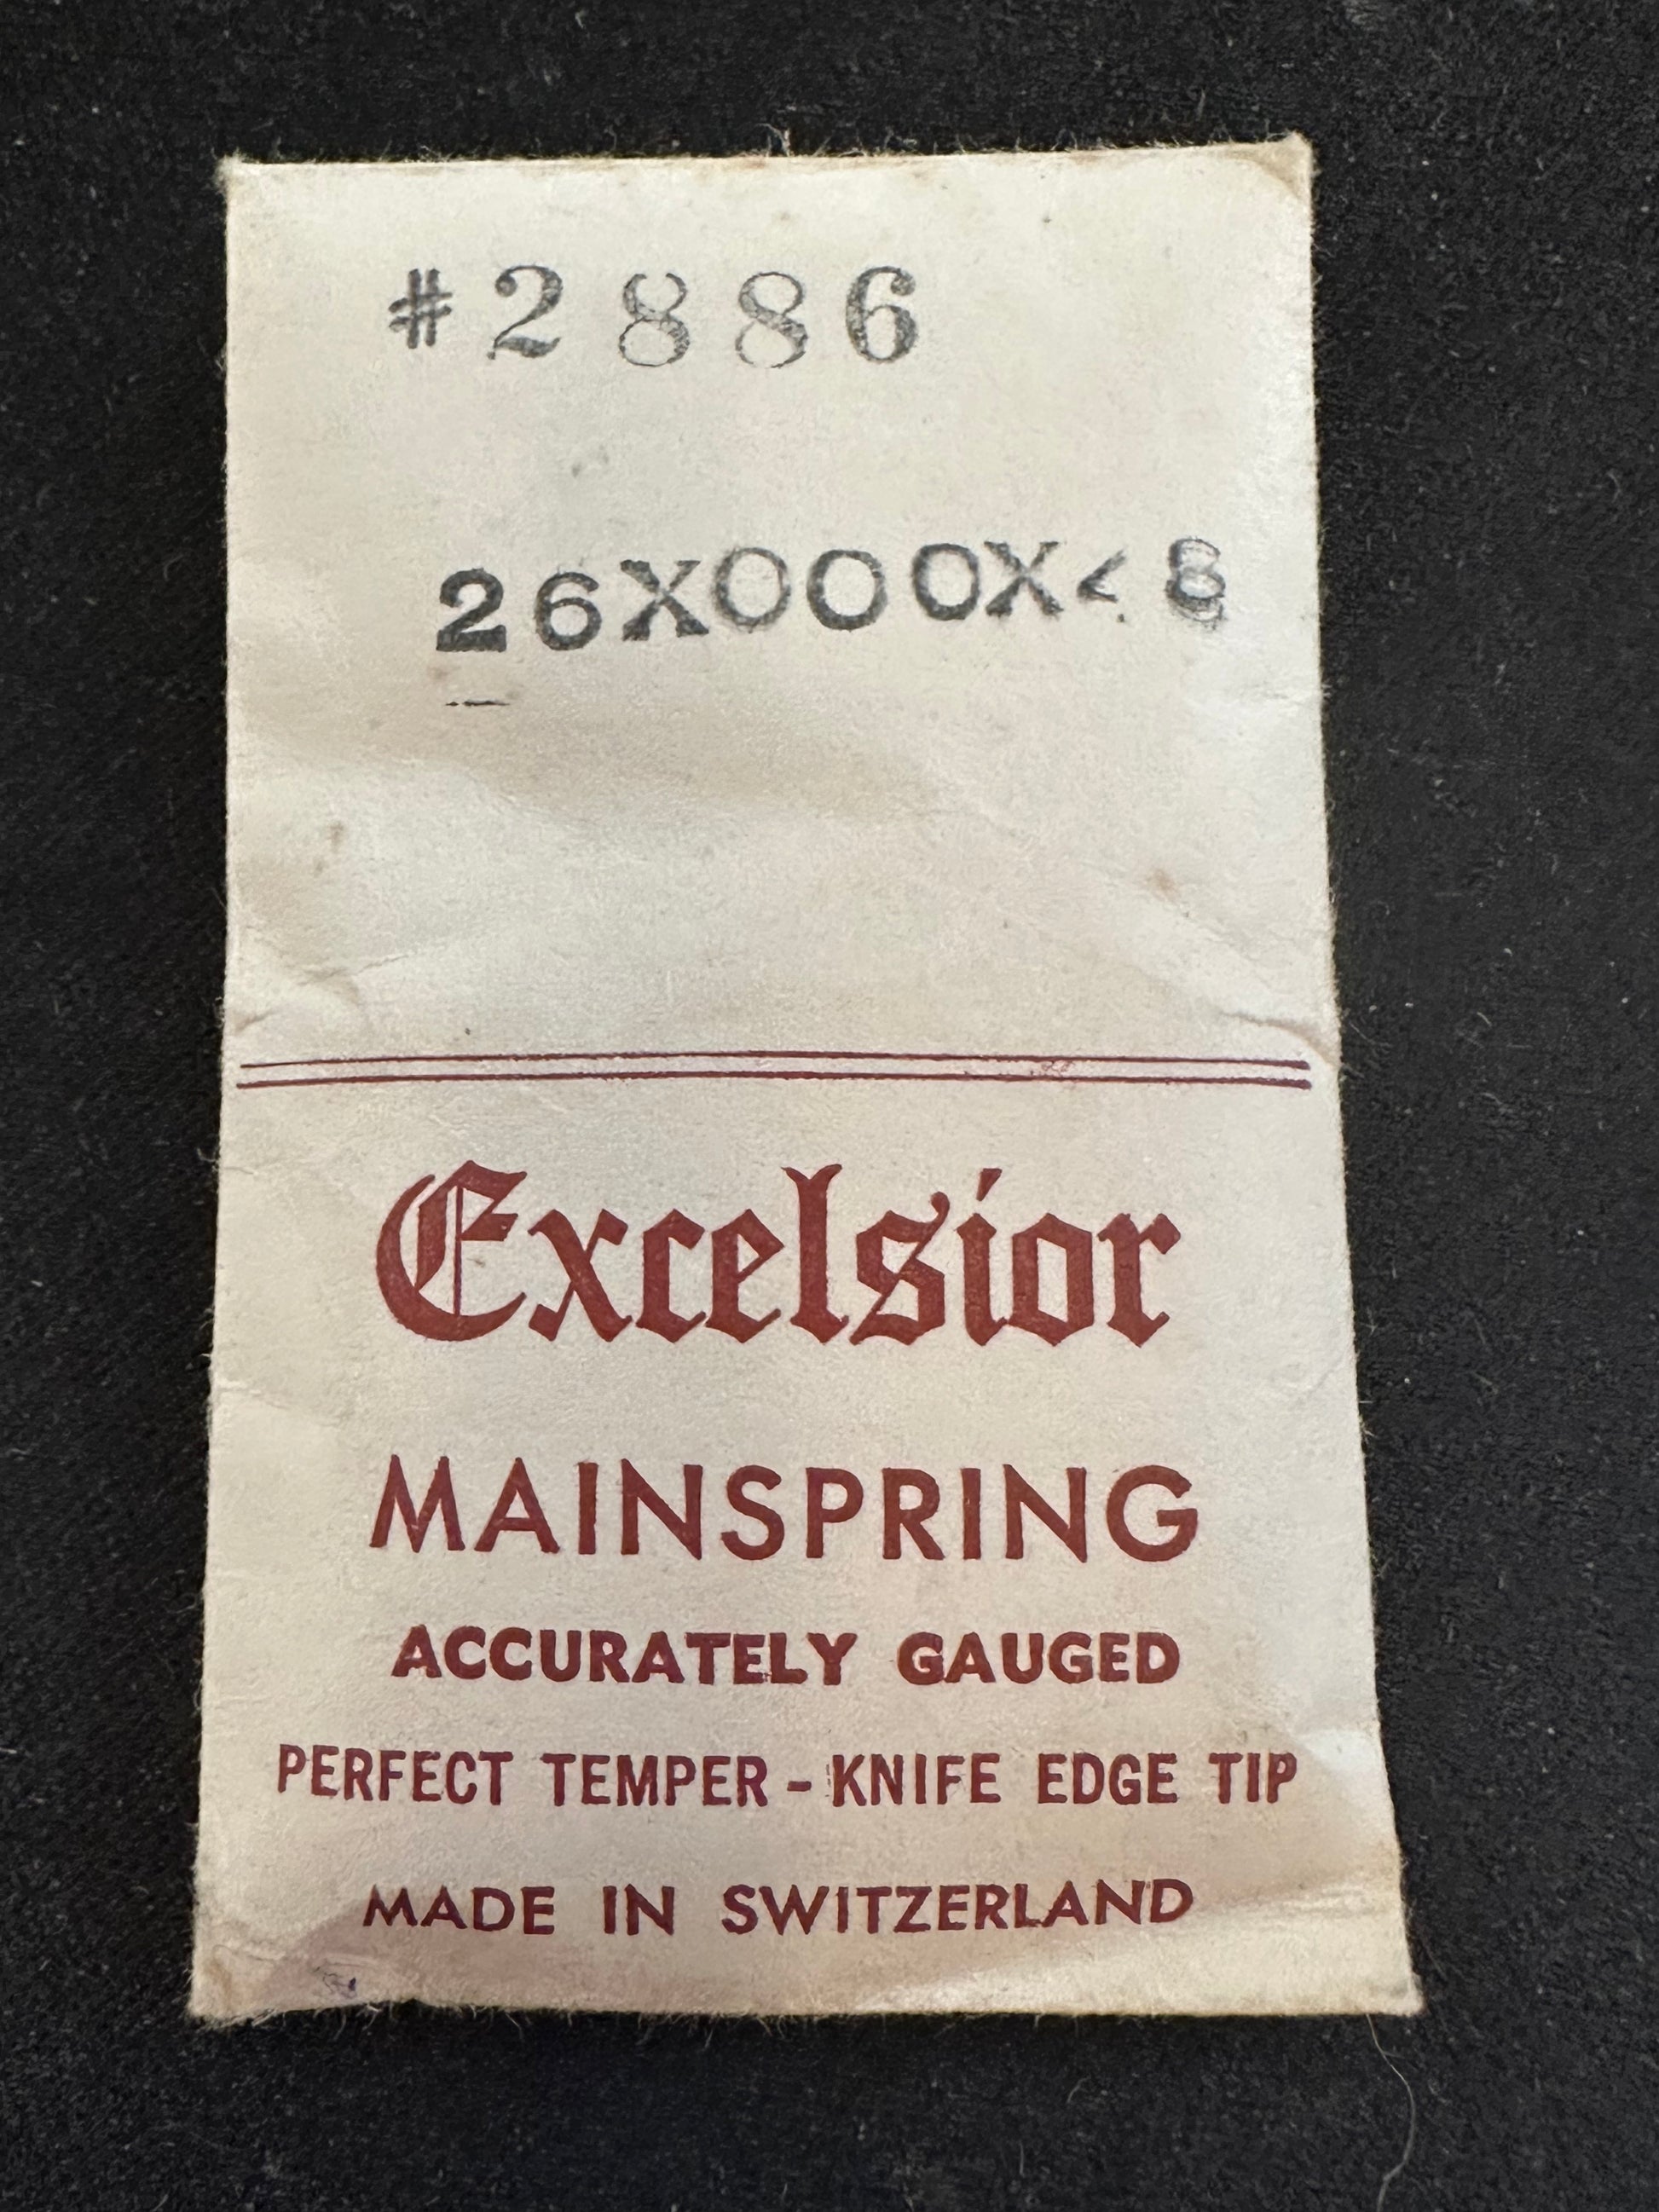 #2886
26X000X 8
Excelsior
MAINSPRING
ACCURATELY GAUGED
PERFECT TEMPER - KNIFE EDGE TIP
MADE IN SWITZERLAND